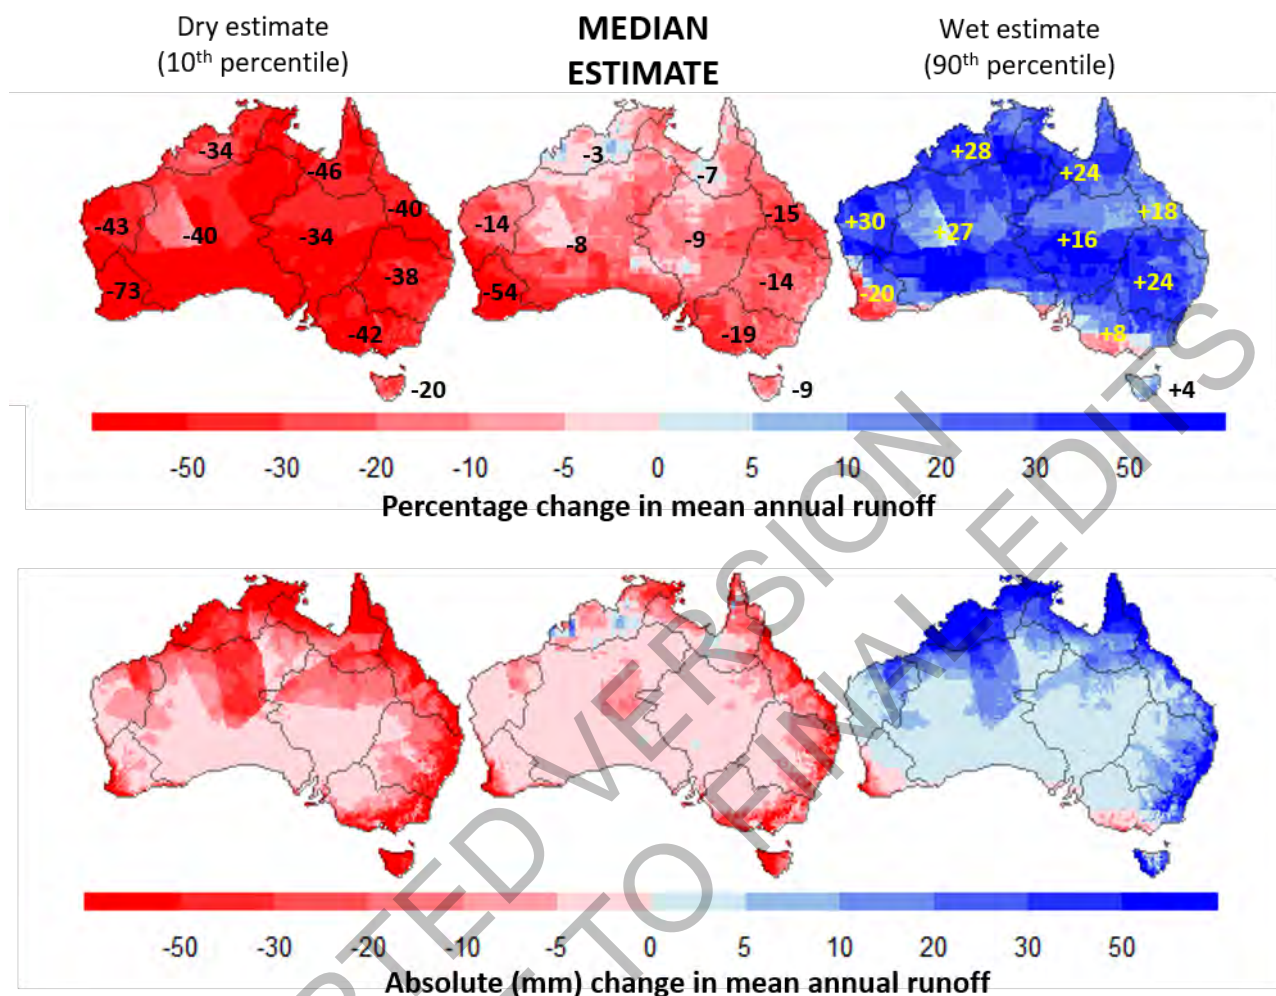 Dry estimate
(10th percentile)
MEDIAN
ESTIMATE
Wet estimate
(90th percentile)
-34
-46
-43
-40
-34
-40
-38
-73
-42
-20
-3
-7
-14
-8
-9
-15
-14
-54
-19
-9
+28
+24
+30
+27
+16
+18
+24
-20
+8
+4
-50 -30 -20 -10 -5 0 5 10 20 30 50
Percentage change in mean annual runoff
-50 -30 -20 -10 -5 0 5 10 20 30 50
Absolute (mm) change in mean annual runoff
RTED VERSION
T TO FINAL EDITS